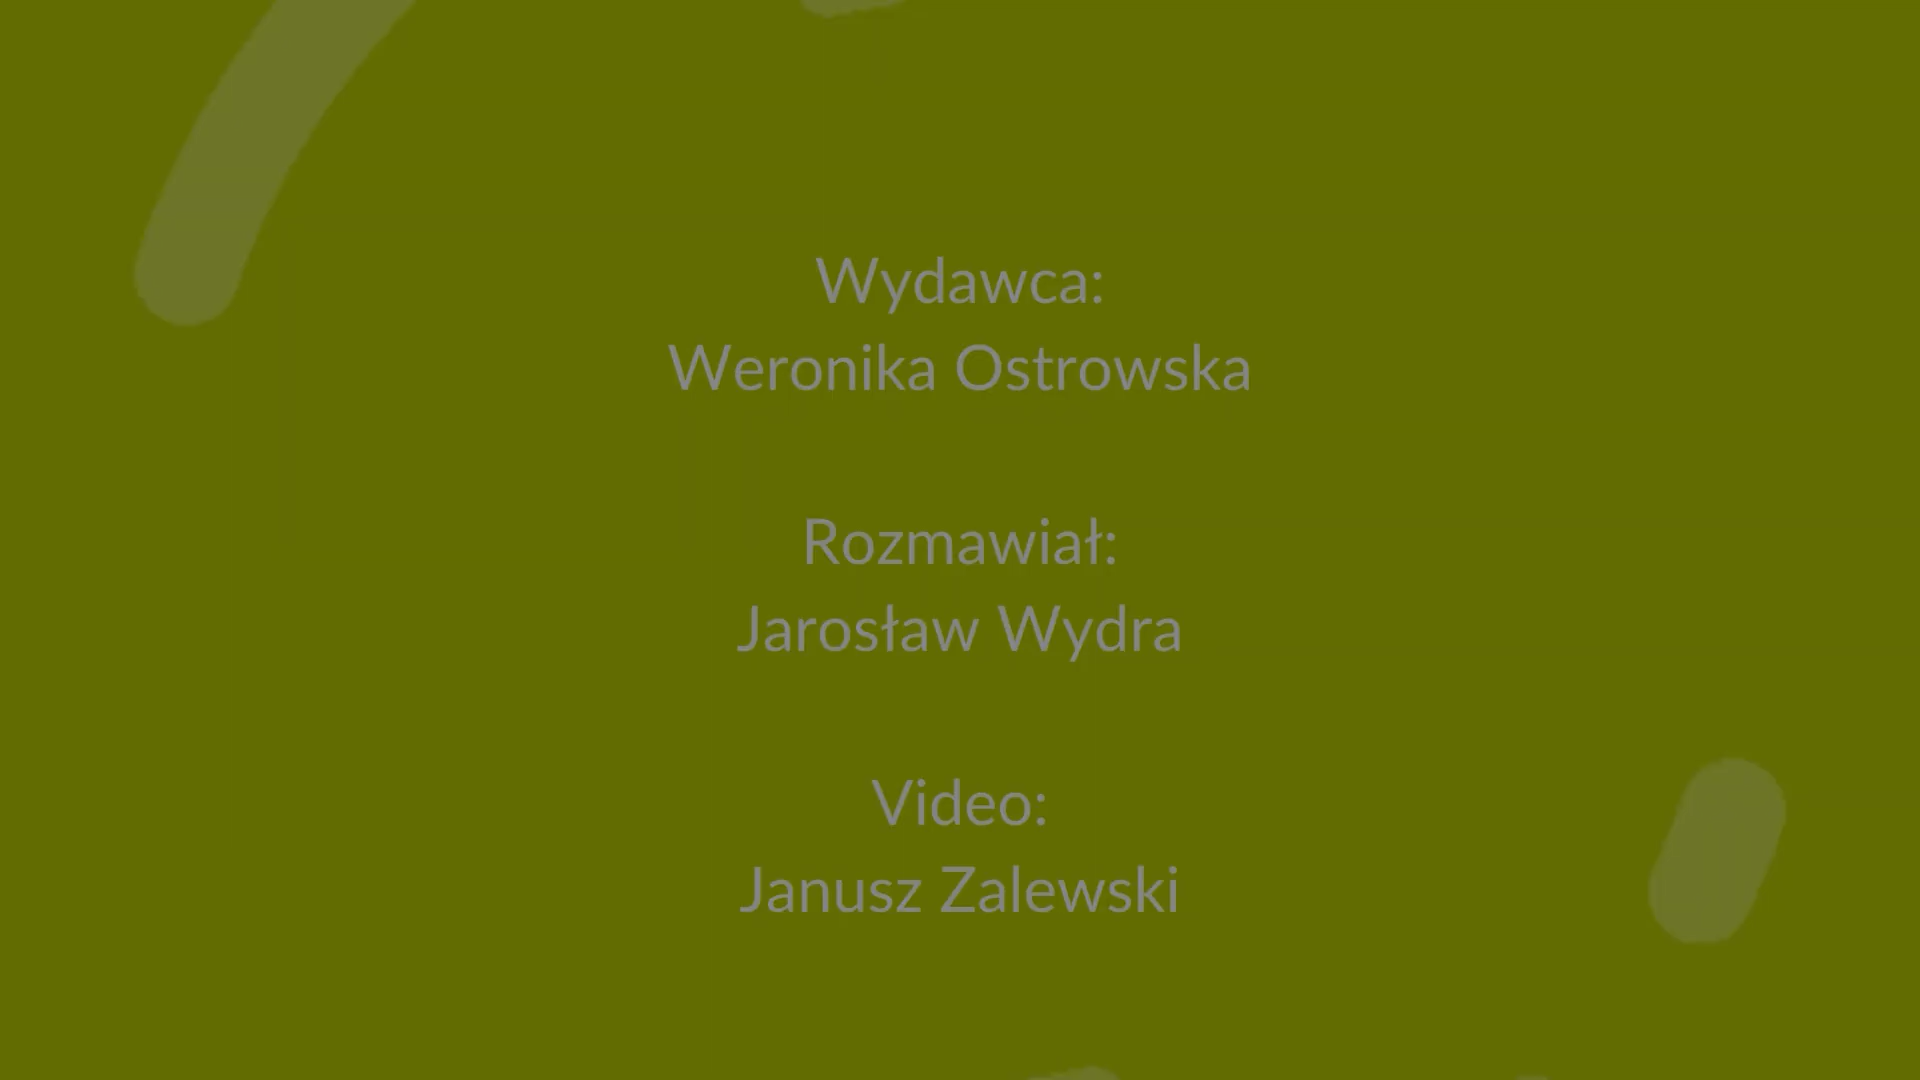 Wydawca:
Weronika Ostrowska
Rozmawiał:
Jarosław Wydra
Video:
Janusz Zalewski